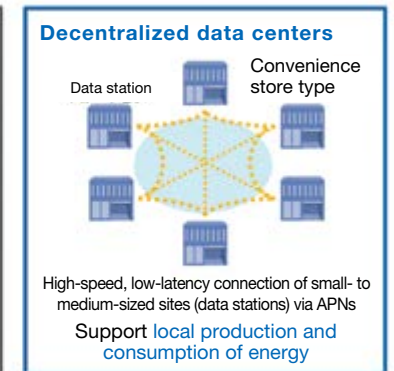 Decentralized data centers
Data station
Convenience
store type
High-speed, low-latency connection of small- to
medium-sized sites (data stations) via APNs
Support local production and
consumption of energy